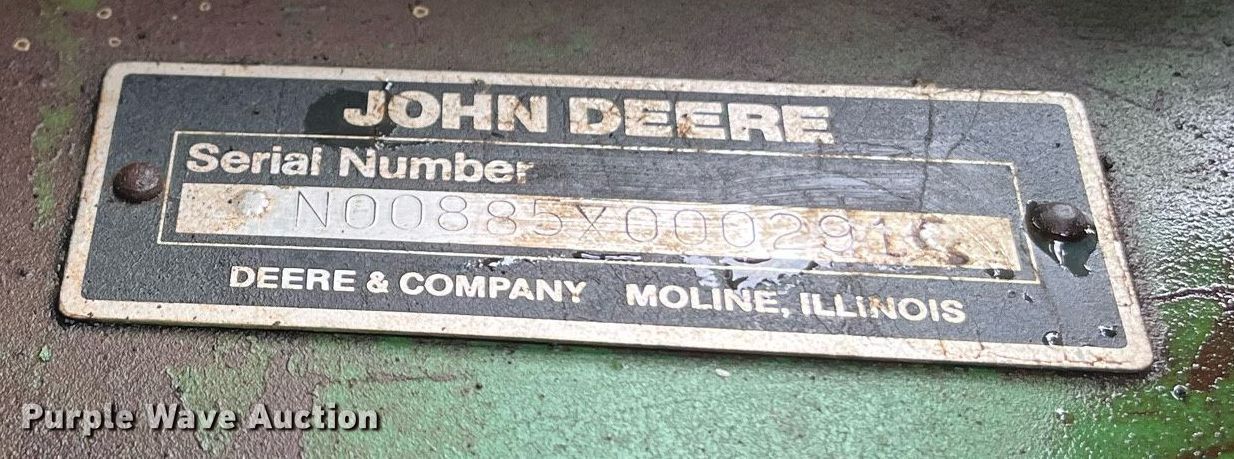 JOHN DEERE
Serial Number
N00885X000291
DEERE & COMPANY MOLINE, ILLINOIS
Purple Wave Auction